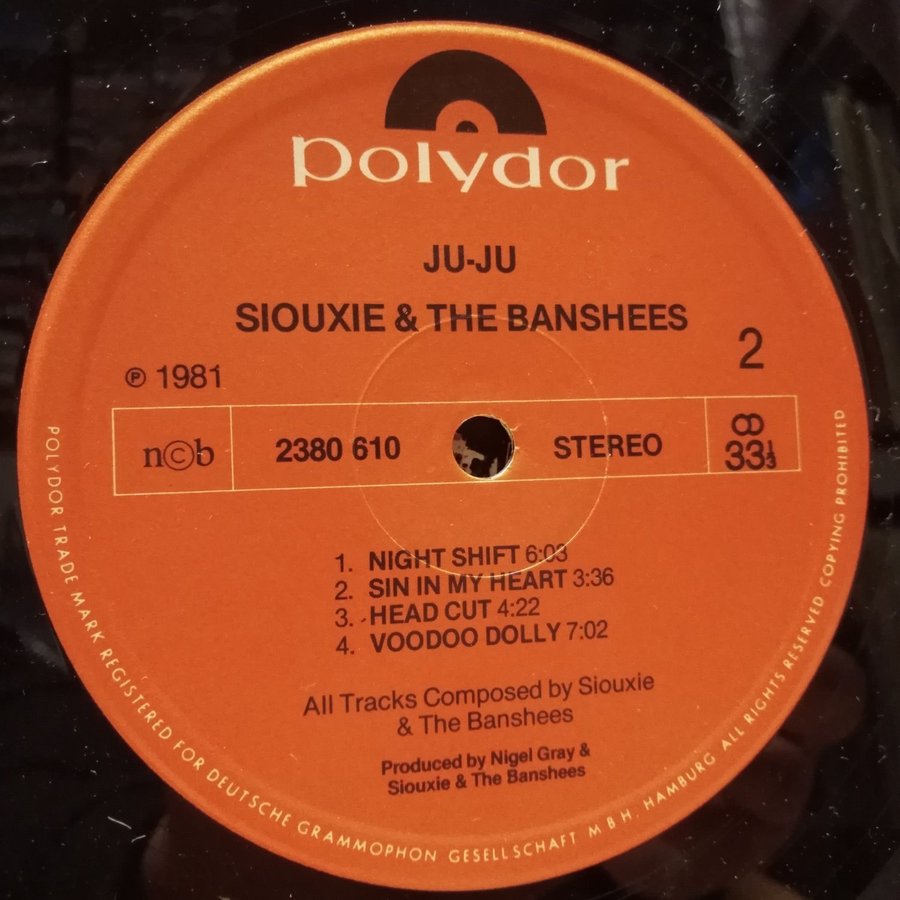 polydor
JU-JU
SIOUXIE & THE BANSHEES
2
℗ 1981
n©b
2380 610
STEREO
33⅓
1. NIGHT SHIFT 6:03
2. SIN IN MY HEART 3:36
3. HEAD CUT 4:22
4. VOODOO DOLLY 7:02
All Tracks Composed by Siouxie
& The Banshees
Produced by Nigel Gray &
Siouxie & The Banshees
POLYDOR TRADE MARK REGISTERED FOR DEUTSCHE GRAMMOPHON GESELLSCHAFT M B H, HAMBURG ALL RIGHTS RESERVED COPYING PROHIBITED